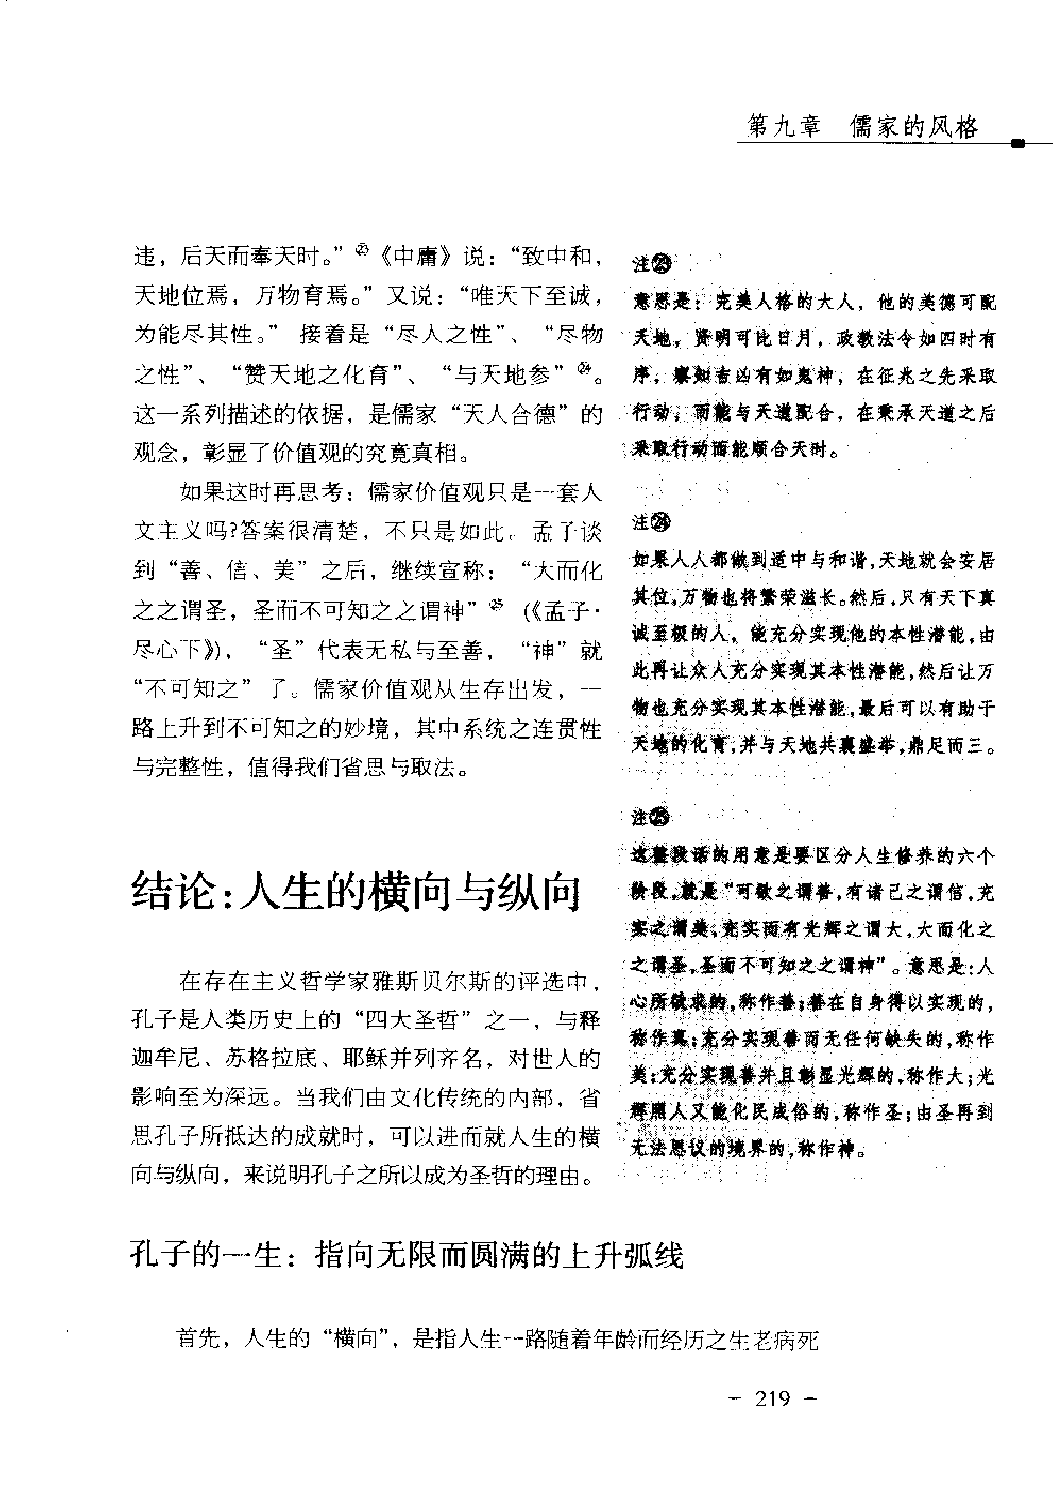 第九章　儒家的风格
违，后天而奉天时。”㉓《中庸》说：“致中和，
天地位焉，万物育焉。”又说：“唯天下至诚，
为能尽其性。” 接着是“尽人之性”、“尽物
之性”、“赞天地之化育”、“与天地参”㉔。
这一系列描述的依据，是儒家“天人合德”的
观念，彰显了价值观的究竟真相。
如果这时再思考：儒家价值观只是一套人
文主义吗?答案很清楚，不只是如此。孟子谈
到“善、信、美”之后，继续宣称：“大而化
之之谓圣，圣而不可知之之谓神”㉕ (《孟子·
尽心下》)，“圣”代表无私与至善，“神”就
“不可知之”了。儒家价值观从生存出发，一
路上升到不可知之的妙境，其中系统之连贯性
与完整性，值得我们省思与取法。
结论:人生的横向与纵向
在存在主义哲学家雅斯贝尔斯的评选中，
孔子是人类历史上的“四大圣哲”之一，与释
迦牟尼、苏格拉底、耶稣并列齐名，对世人的
影响至为深远。当我们由文化传统的内部，省
思孔子所抵达的成就时，可以进而就人生的横
向与纵向，来说明孔子之所以成为圣哲的理由。
孔子的一生：指向无限而圆满的上升弧线
首先，人生的“横向”，是指人生一路随着年龄而经历之生老病死
注㉓
意思是：完美人格的大人，他的美德可配
天地，贤明可比日月，政教法令如四时有
序，察知吉凶有如鬼神，在征兆之先采取
行动，而能与天道配合，在秉承天道之后
采取行动而能顺合天时。
注㉔
如果人人都做到适中与和谐,天地就会安居
其位,万物也将繁荣滋长。然后,只有天下真
诚至极的人，能充分实现他的本性潜能,由
此再让众人充分实现其本性潜能,然后让万
物也充分实现其本性潜能,最后可以有助于
天地的化育,并与天地共襄盛举,鼎足而三。
注㉕
这整段话的用意是要区分人生修养的六个
阶段,就是“可欲之谓善,有诸己之谓信,充
实之谓美,充实而有光辉之谓大,大而化之
之谓圣,圣而不可知之之谓神”。意思是:人
心所欲求的,称作善;善在自身得以实现的,
称作真;充分实现善而无任何缺失的,称作
美;充分实现善并且彰显光辉的,称作大;光
辉照人又能化民成俗的,称作圣;由圣再到
无法思议的境界的,称作神。
- 219 -